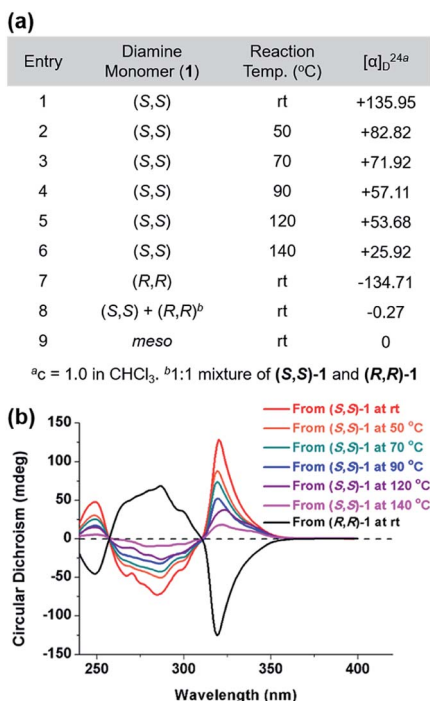 (a)
Entry Diamine Monomer (1) Reaction Temp. (°C) [α]D24a
1 (S,S) rt +135.95
2 (S,S) 50 +82.82
3 (S,S) 70 +71.92
4 (S,S) 90 +57.11
5 (S,S) 120 +53.68
6 (S,S) 140 +25.92
7 (R,R) rt -134.71
8 (S,S) + (R,R)b rt -0.27
9 meso rt 0
ac = 1.0 in CHCl3. b1:1 mixture of (S,S)-1 and (R,R)-1
(b)
Circular Dichroism (mdeg)
150
100
50
0
-50
-100
-150
From (S,S)-1 at rt
From (S,S)-1 at 50 °C
From (S,S)-1 at 70 °C
From (S,S)-1 at 90 °C
From (S,S)-1 at 120 °C
From (S,S)-1 at 140 °C
From (R,R)-1 at rt
250 300 350 400
Wavelength (nm)